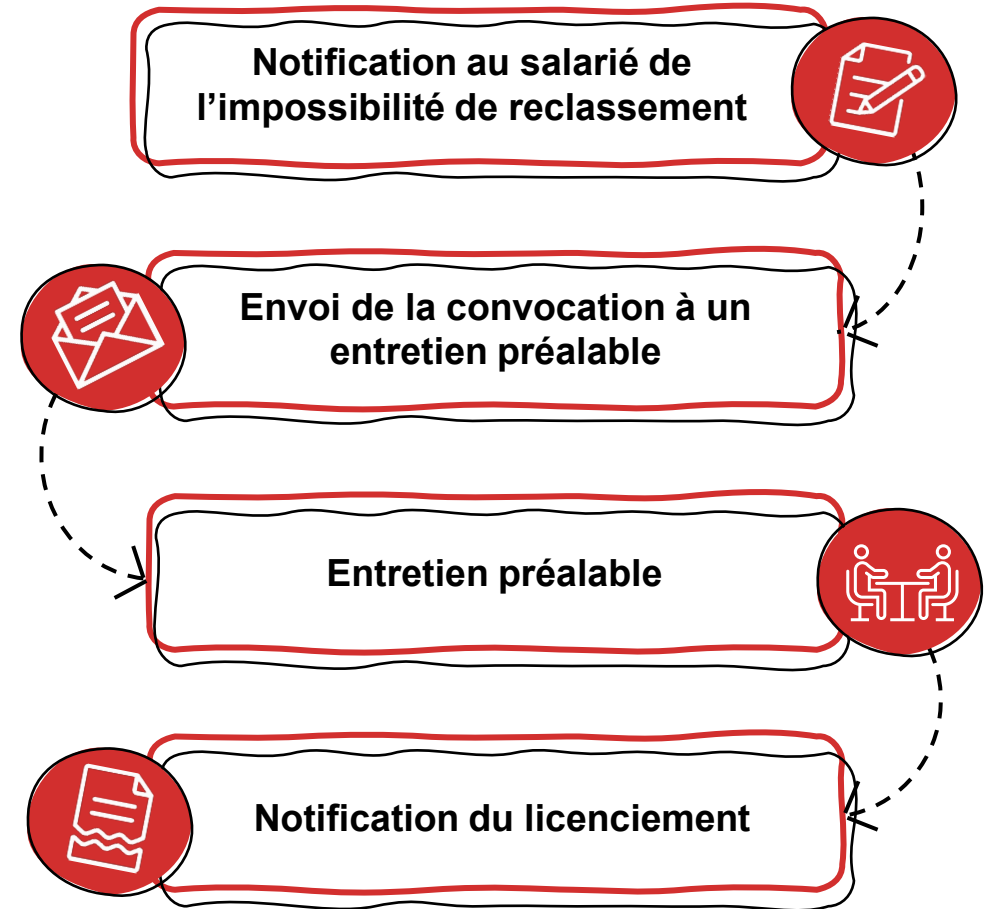 Notification au salarié de
l’impossibilité de reclassement
Envoi de la convocation à un
entretien préalable
Entretien préalable
Notification du licenciement